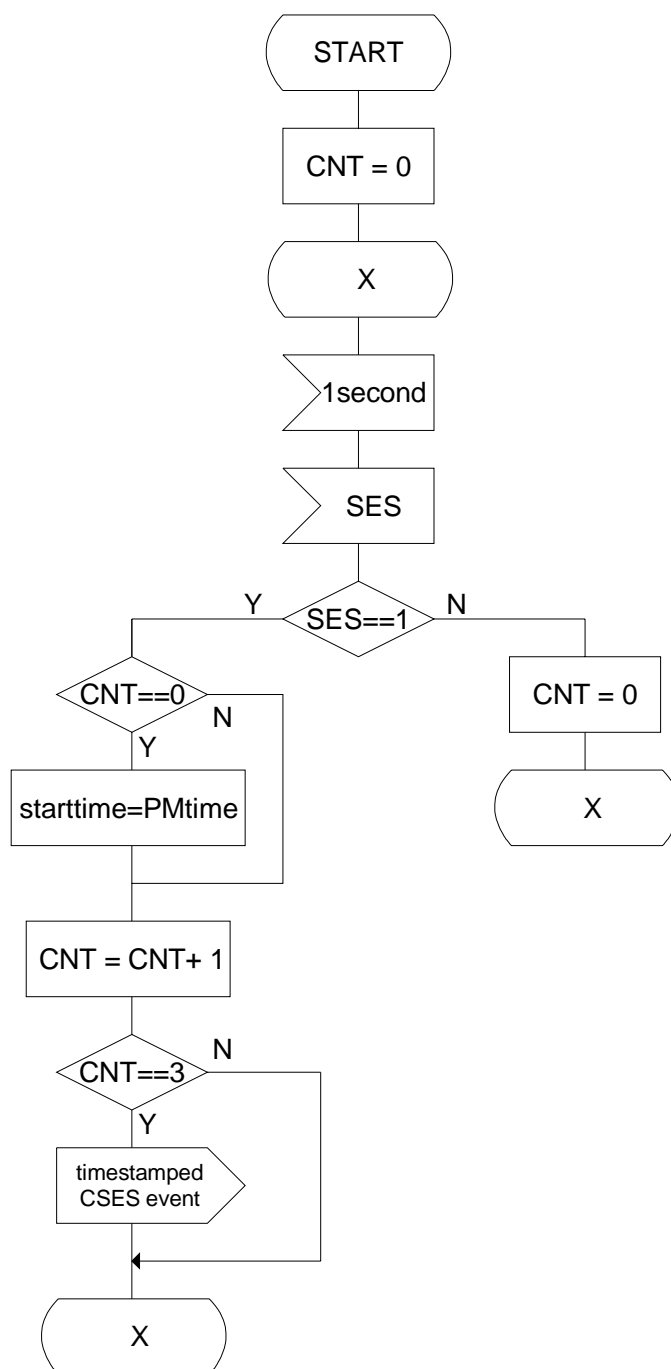 START
CNT = 0
X
1second
SES
Y
SES==1
N
CNT==0
N
Y
starttime=PMtime
CNT = 0
X
CNT = CNT+ 1
CNT==3
N
Y
timestamped
CSES event
X